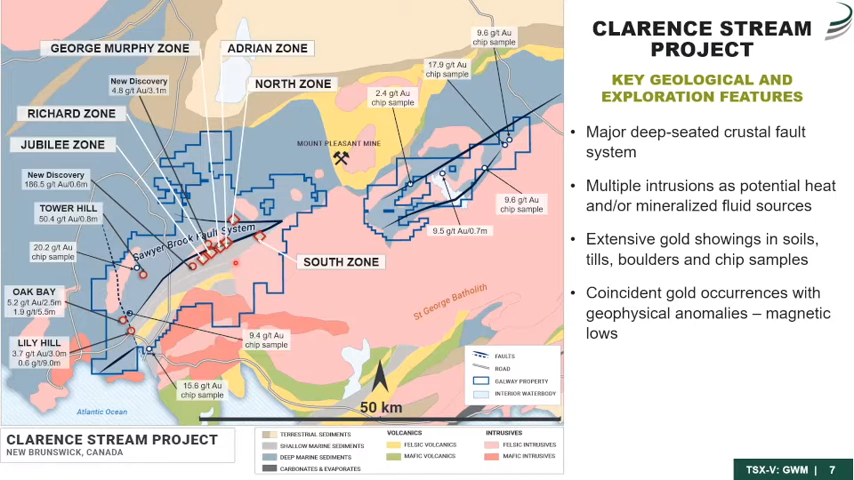 CLARENCE STREAM
PROJECT
KEY GEOLOGICAL AND
EXPLORATION FEATURES
• Major deep-seated crustal fault
system
• Multiple intrusions as potential heat
and/or mineralized fluid sources
• Extensive gold showings in soils,
tills, boulders and chip samples
• Coincident gold occurrences with
geophysical anomalies – magnetic
lows
GEORGE MURPHY ZONE
ADRIAN ZONE
New Discovery
4.8 g/t Au/3.1m
NORTH ZONE
RICHARD ZONE
JUBILEE ZONE
New Discovery
186.5 g/t Au/0.6m
TOWER HILL
50.4 g/t Au/0.8m
20.2 g/t Au
chip sample
OAK BAY
5.2 g/t Au/2.5m
1.9 g/t/5.5m
LILY HILL
3.7 g/t Au/3.0m
0.6 g/t/9.0m
Sawyer Brook Fault System
SOUTH ZONE
MOUNT PLEASANT MINE
2.4 g/t Au
chip sample
17.9 g/t Au
chip sample
9.6 g/t Au
chip sample
9.6 g/t Au
chip sample
9.5 g/t Au/0.7m
St George Batholith
9.4 g/t Au
chip sample
15.6 g/t Au
chip sample
Atlantic Ocean
50 km
FAULTS
ROAD
GALWAY PROPERTY
INTERIOR WATERBODY
CLARENCE STREAM PROJECT
NEW BRUNSWICK, CANADA
TERRESTRIAL SEDIMENTS
SHALLOW MARINE SEDIMENTS
DEEP MARINE SEDIMENTS
CARBONATES & EVAPORATES
VOLCANICS
FELSIC VOLCANICS
MAFIC VOLCANICS
INTRUSIVES
FELSIC INTRUSIVES
MAFIC INTRUSIVES
TSX-V: GWM | 7